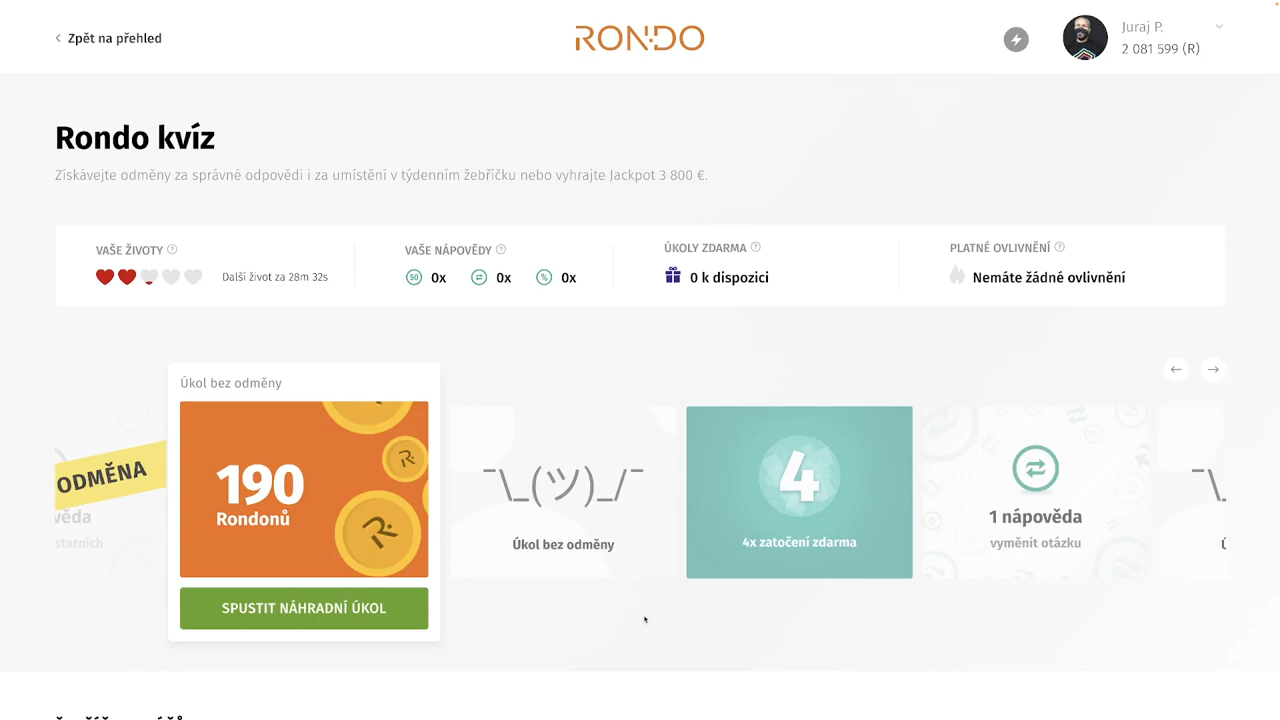 Zpět na přehled
RONDO
Juraj P.
2 081 599 (R)
Rondo kvíz
Získávejte odměny za správné odpovědi i za umístění v týdenním žebříčku nebo vyhrajte Jackpot 3 800 €.
VAŠE ŽIVOTY
Další život za 28m 32s
VAŠE NÁPOVĚDY
50 0x
0x
% 0x
ÚKOLY ZDARMA
0 k dispozici
PLATNÉ OVLIVNĚNÍ
Nemáte žádné ovlivnění
ODMĚNA
věda
statních
Úkol bez odměny
190
Rondonů
SPUSTIT NÁHRADNÍ ÚKOL
¯\_(ツ)_/¯
Úkol bez odměny
4
4x zatočení zdarma
1 nápověda
vyměnit otázku
¯\_
Ú